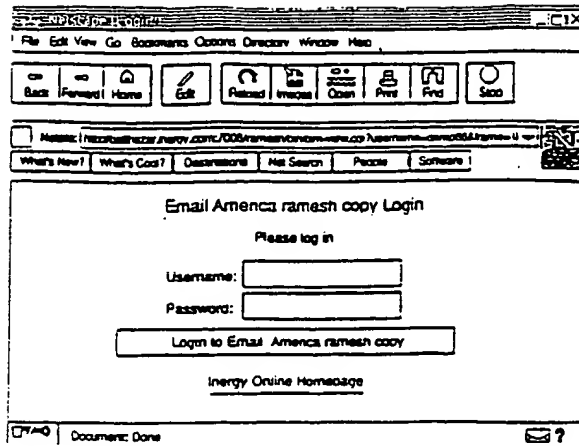 File Edit View Go Bookmarks Options Directory Window Help
Back Forward Home Edit Reload Images Open Print Find Stop
What's New? What's Cool? Destinations Net Search People Software
Email America ramesh copy Login
Please log in
Username:
Password:
Login to Email America ramesh copy
Inergy Online Homepage
Document: Done
?